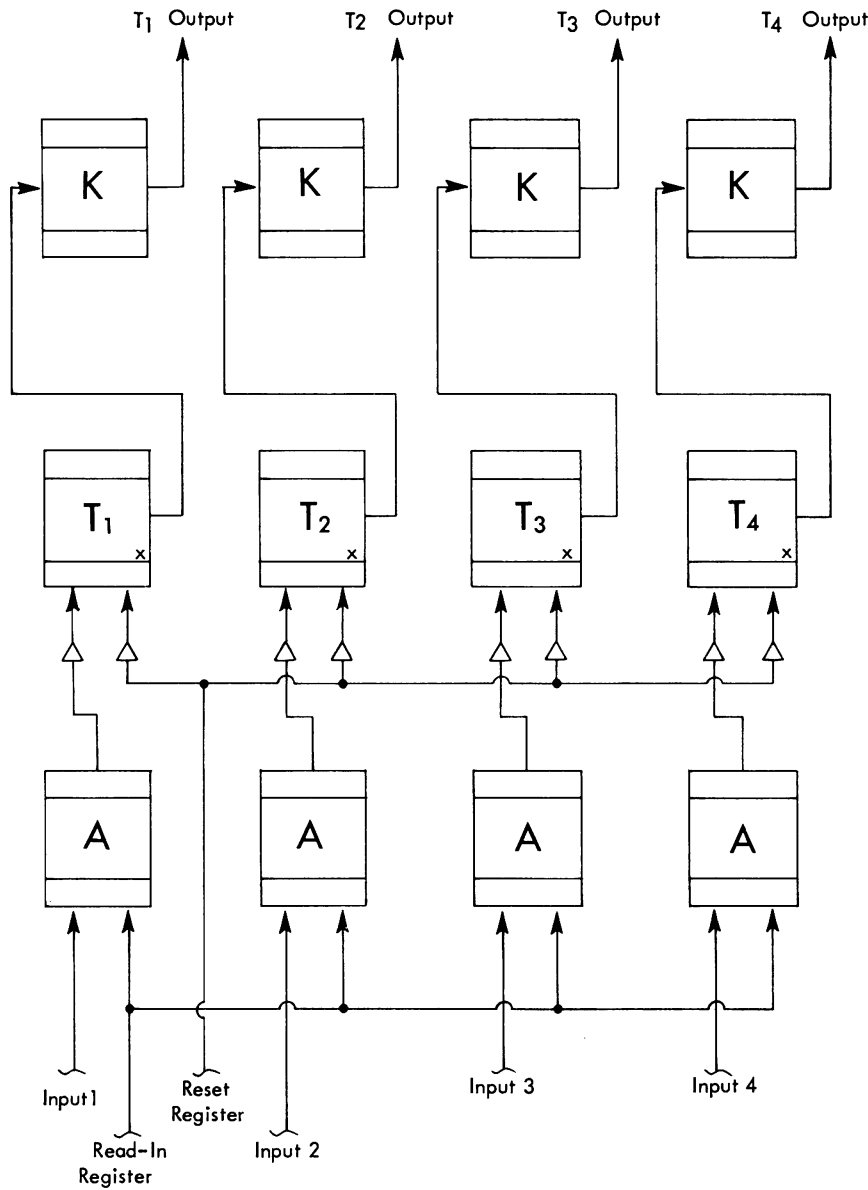 T1 Output T2 Output T3 Output T4 Output
K K K K
T1 T2 T3 T4
x x x x
A A A A
Input 1
Reset
Register
Input 3
Input 4
Read-In
Register
Input 2